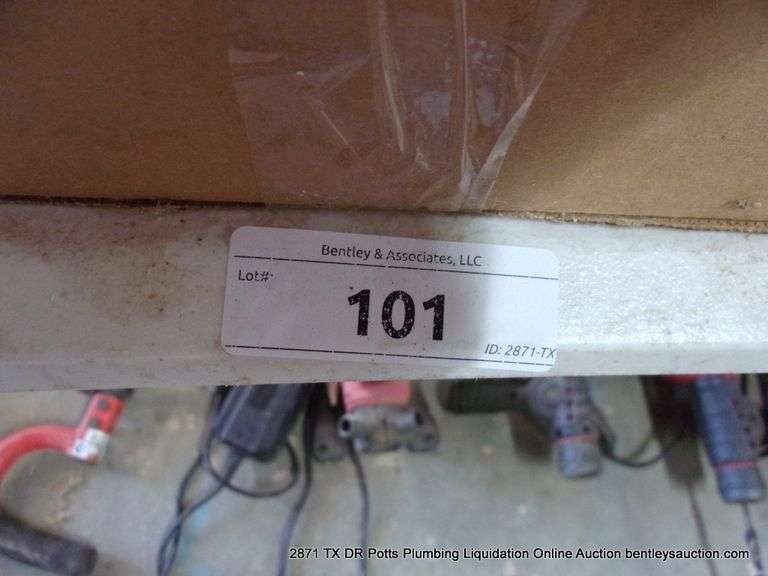 Bentley & Associates, LLC
Lot#:
101
ID: 2871-TX
2871 TX DR Potts Plumbing Liquidation Online Auction bentleysauction.com